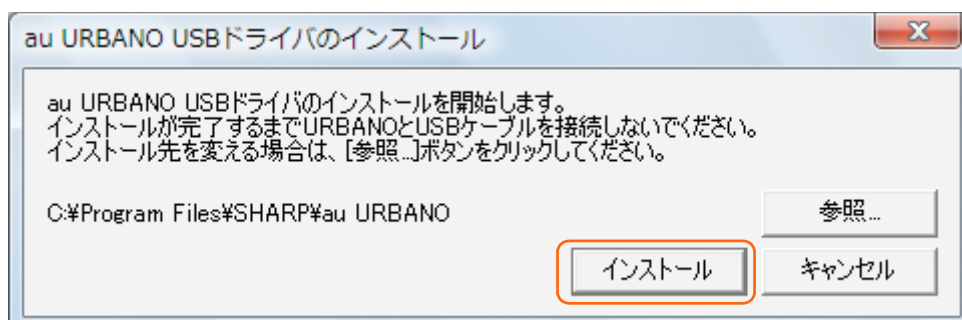 au URBANO USBドライバのインストール
au URBANO USBドライバのインストールを開始します。
インストールが完了するまでURBANOとUSBケーブルを接続しないでください。
インストール先を変える場合は、[参照...]ボタンをクリックしてください。
C:¥Program Files¥SHARP¥au URBANO
参照...
インストール
キャンセル